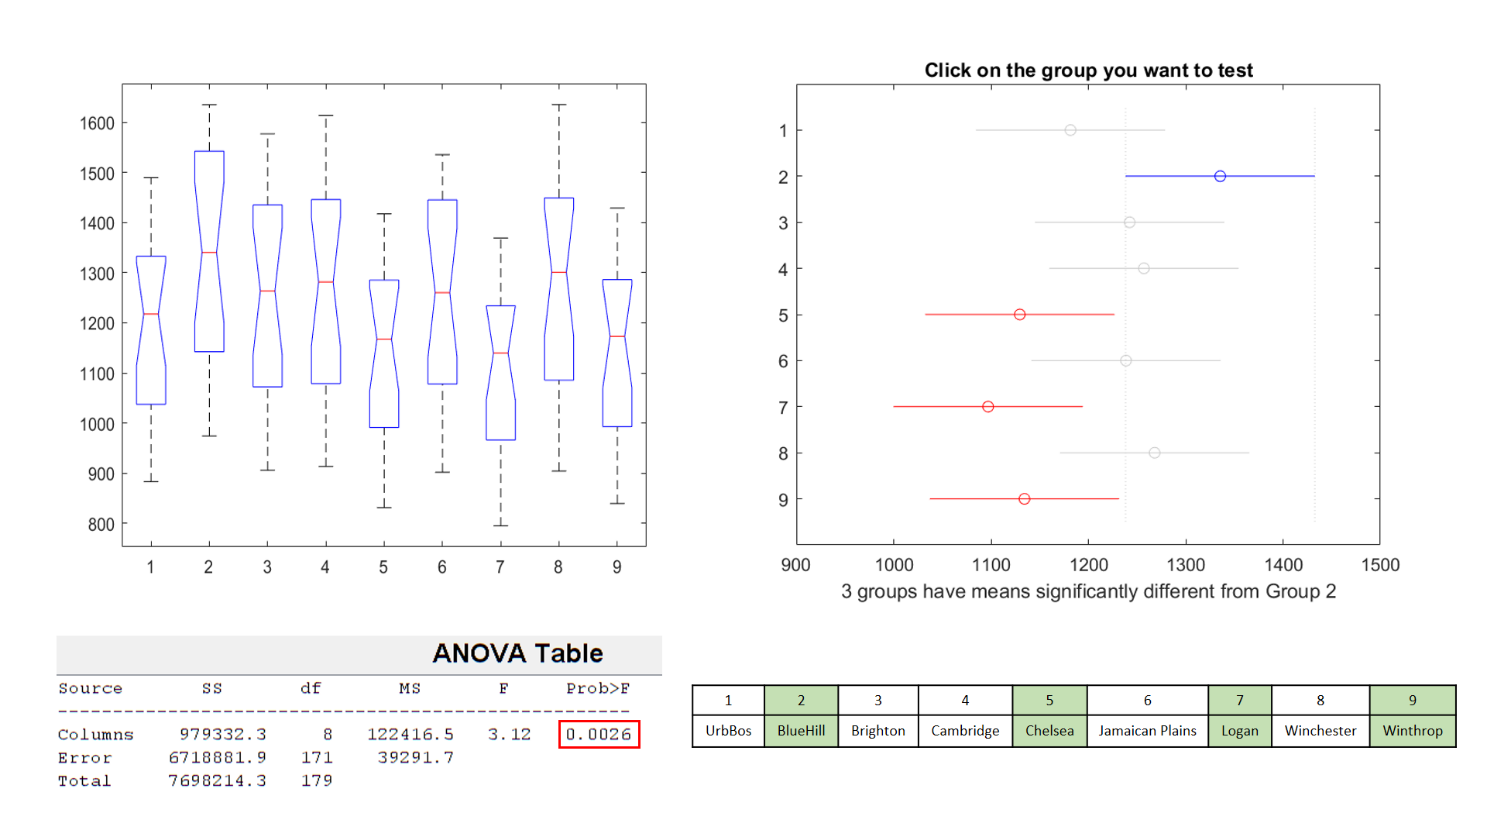 1600
1500
1400
1300
1200
1100
1000
900
800
1 2 3 4 5 6 7 8 9
Click on the group you want to test
1
2
3
4
5
6
7
8
9
900 1000 1100 1200 1300 1400 1500
3 groups have means significantly different from Group 2
ANOVA Table
Source SS df MS F Prob>F
Columns 979332.3 8 122416.5 3.12 0.0026
Error 6718881.9 171 39291.7
Total 7698214.3 179
1 2 3 4 5 6 7 8 9
UrbBos BlueHill Brighton Cambridge Chelsea Jamaican Plains Logan Winchester Winthrop